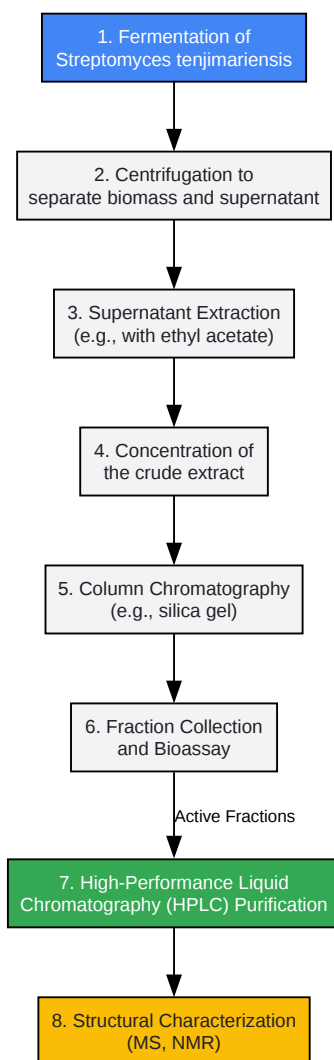 1. Fermentation of
Streptomyces tenjimariensis
2. Centrifugation to
separate biomass and supernatant
3. Supernatant Extraction
(e.g., with ethyl acetate)
4. Concentration of
the crude extract
5. Column Chromatography
(e.g., silica gel)
6. Fraction Collection
and Bioassay
Active Fractions
7. High-Performance Liquid
Chromatography (HPLC) Purification
8. Structural Characterization
(MS, NMR)